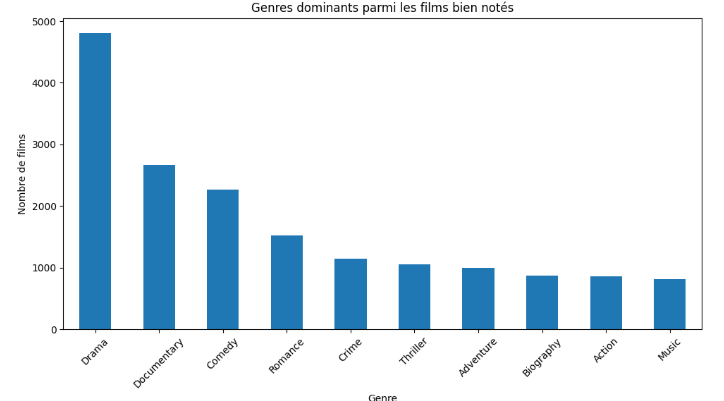 Genres dominants parmi les films bien notés
5000
4000
3000
2000
1000
0
Nombre de films
Drama
Documentary
Comedy
Romance
Crime
Thriller
Adventure
Biography
Action
Music
Genre